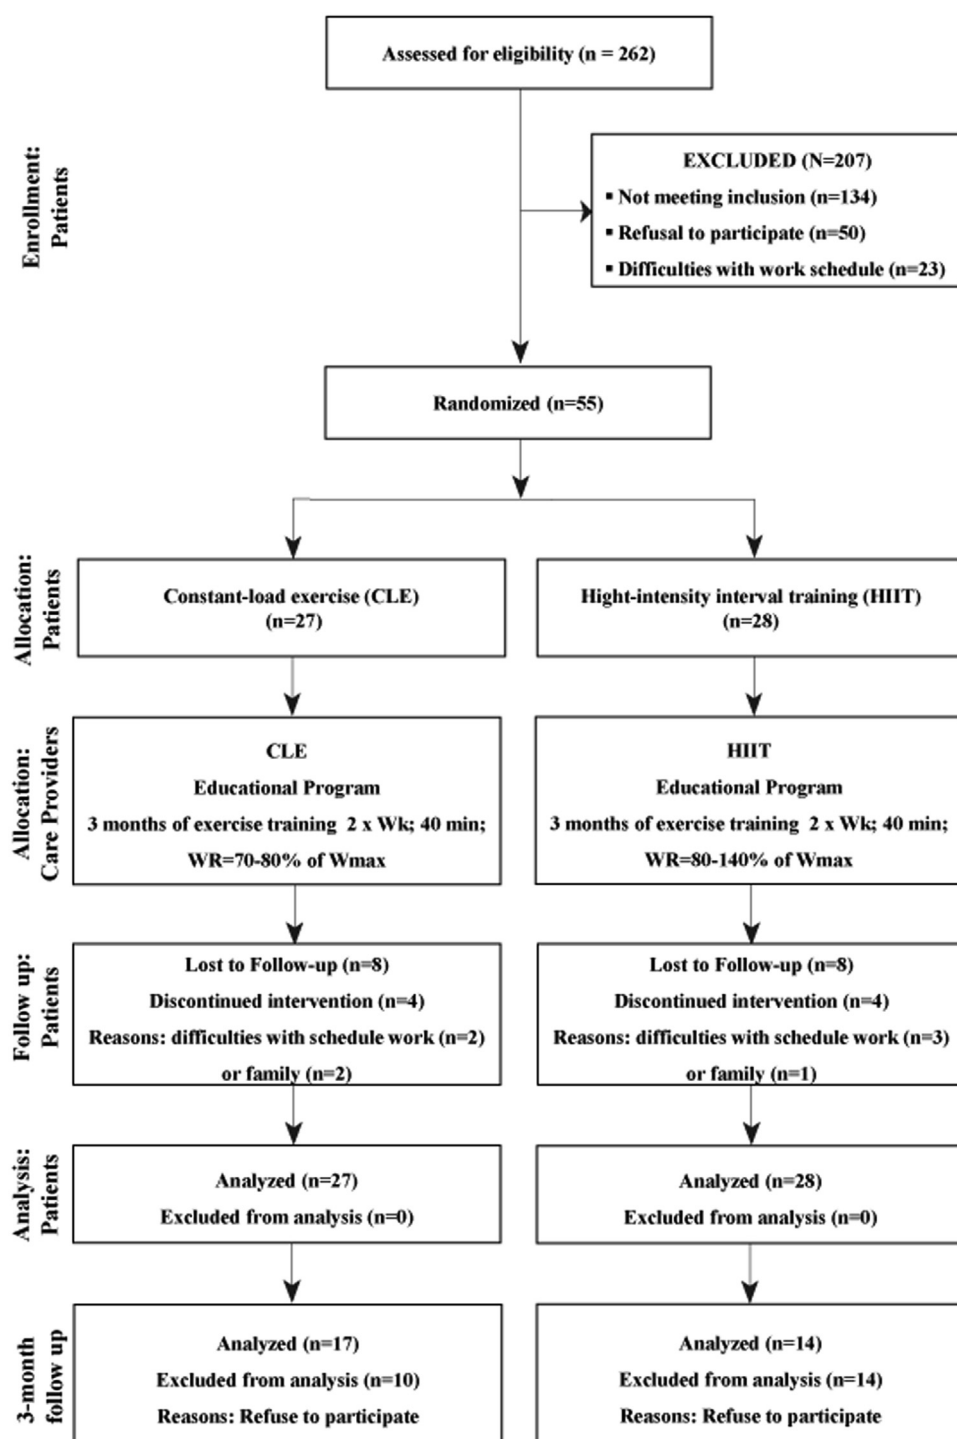 Assessed for eligibility (n = 262)
Enrollment:
Patients
EXCLUDED (N=207)
▪ Not meeting inclusion (n=134)
▪ Refusal to participate (n=50)
▪ Difficulties with work schedule (n=23)
Randomized (n=55)
Allocation:
Patients
Constant-load exercise (CLE)
(n=27)
Hight-intensity interval training (HIIT)
(n=28)
Allocation:
Care Providers
CLE
Educational Program
3 months of exercise training 2 x Wk; 40 min;
WR=70-80% of Wmax
HIIT
Educational Program
3 months of exercise training 2 x Wk; 40 min;
WR=80-140% of Wmax
Follow up:
Patients
Lost to Follow-up (n=8)
Discontinued intervention (n=4)
Reasons: difficulties with schedule work (n=2)
or family (n=2)
Lost to Follow-up (n=8)
Discontinued intervention (n=4)
Reasons: difficulties with schedule work (n=3)
or family (n=1)
Analysis:
Patients
Analyzed (n=27)
Excluded from analysis (n=0)
Analyzed (n=28)
Excluded from analysis (n=0)
3-month
follow up
Analyzed (n=17)
Excluded from analysis (n=10)
Reasons: Refuse to participate
Analyzed (n=14)
Excluded from analysis (n=14)
Reasons: Refuse to participate